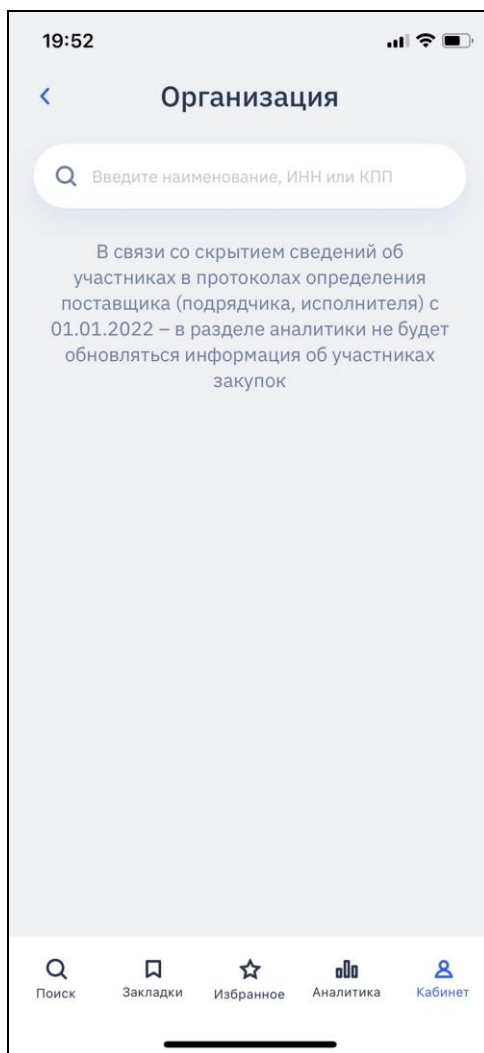 19:52
Организация
Введите наименование, ИНН или КПП
В связи со скрытием сведений об
участниках в протоколах определения
поставщика (подрядчика, исполнителя) с
01.01.2022 – в разделе аналитики не будет
обновляться информация об участниках
закупок
Поиск Закладки Избранное Аналитика Кабинет